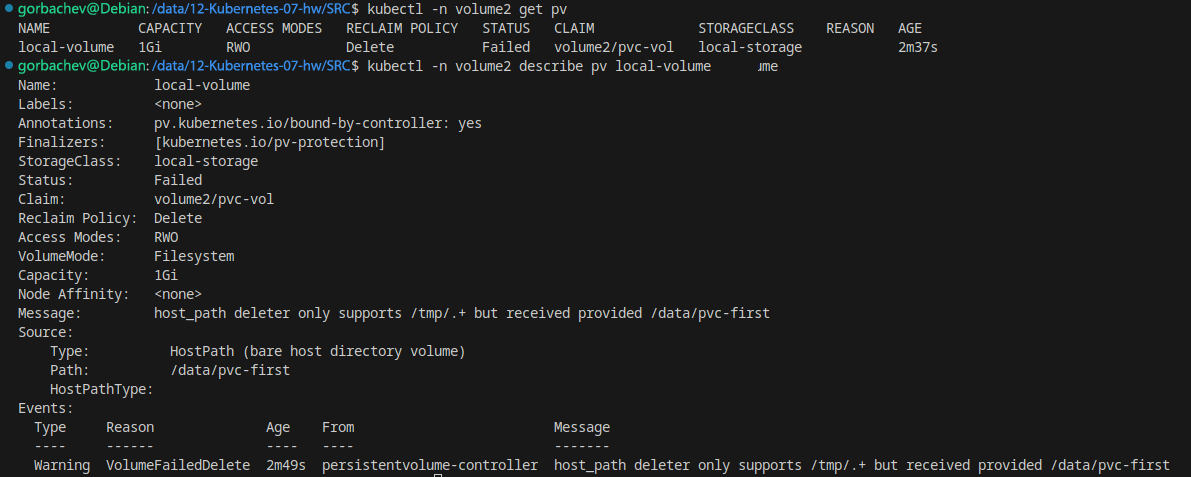 gorbachev@Debian:/data/12-Kubernetes-07-hw/SRC$ kubectl -n volume2 get pv
NAME           CAPACITY   ACCESS MODES   RECLAIM POLICY   STATUS   CLAIM             STORAGECLASS    REASON   AGE
local-volume   1Gi        RWO            Delete           Failed   volume2/pvc-vol   local-storage            2m37s
gorbachev@Debian:/data/12-Kubernetes-07-hw/SRC$ kubectl -n volume2 describe pv local-volume      ume
Name:            local-volume
Labels:          <none>
Annotations:     pv.kubernetes.io/bound-by-controller: yes
Finalizers:      [kubernetes.io/pv-protection]
StorageClass:    local-storage
Status:          Failed
Claim:           volume2/pvc-vol
Reclaim Policy:  Delete
Access Modes:    RWO
VolumeMode:      Filesystem
Capacity:        1Gi
Node Affinity:   <none>
Message:         host_path deleter only supports /tmp/.+ but received provided /data/pvc-first
Source:
    Type:          HostPath (bare host directory volume)
    Path:          /data/pvc-first
    HostPathType:
Events:
  Type     Reason              Age    From                         Message
  ----     ------              ----   ----                         -------
  Warning  VolumeFailedDelete  2m49s  persistentvolume-controller  host_path deleter only supports /tmp/.+ but received provided /data/pvc-first